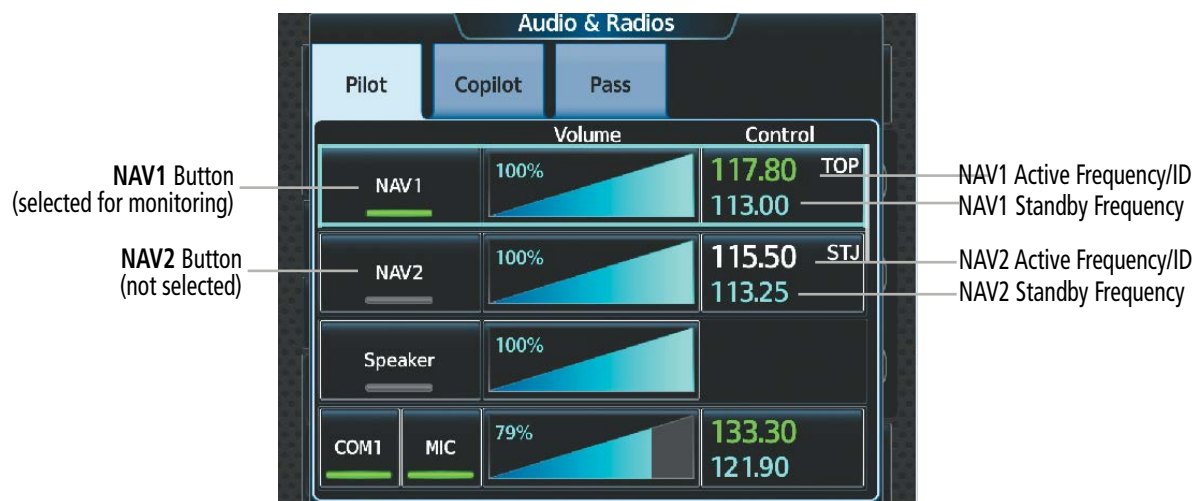 Audio & Radios
Pilot Copilot Pass
Volume Control
NAV1 Button
(selected for monitoring)
NAV1 100% 117.80 TOP
113.00
NAV1 Active Frequency/ID
NAV1 Standby Frequency
NAV2 Button
(not selected)
NAV2 100% 115.50 STJ
113.25
NAV2 Active Frequency/ID
NAV2 Standby Frequency
Speaker 100%
COM1 MIC 79% 133.30
121.90